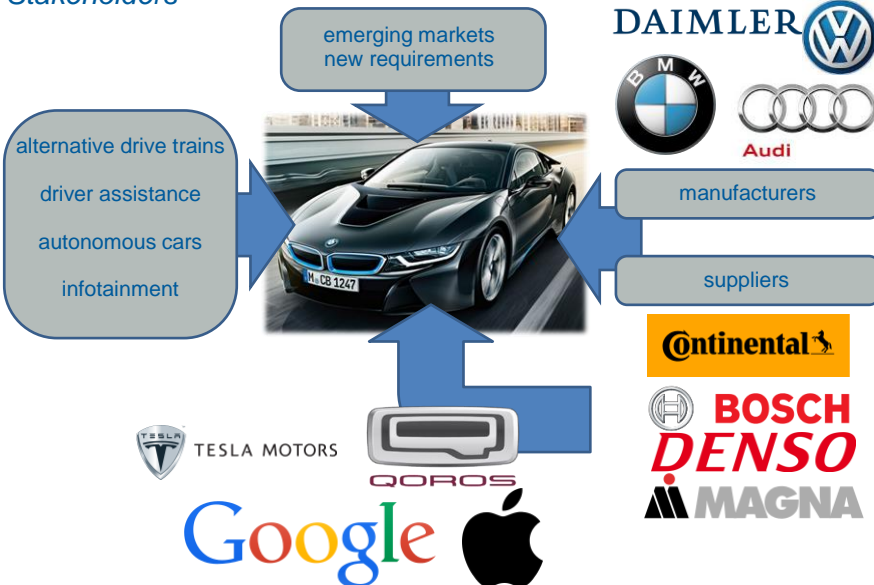 Stakeholders
emerging markets
new requirements
DAIMLER
BMW
Audi
alternative drive trains
driver assistance
autonomous cars
infotainment
M CB 1247
manufacturers
suppliers
Continental
BOSCH
DENSO
MAGNA
TESLA
TESLA MOTORS
QOROS
Google